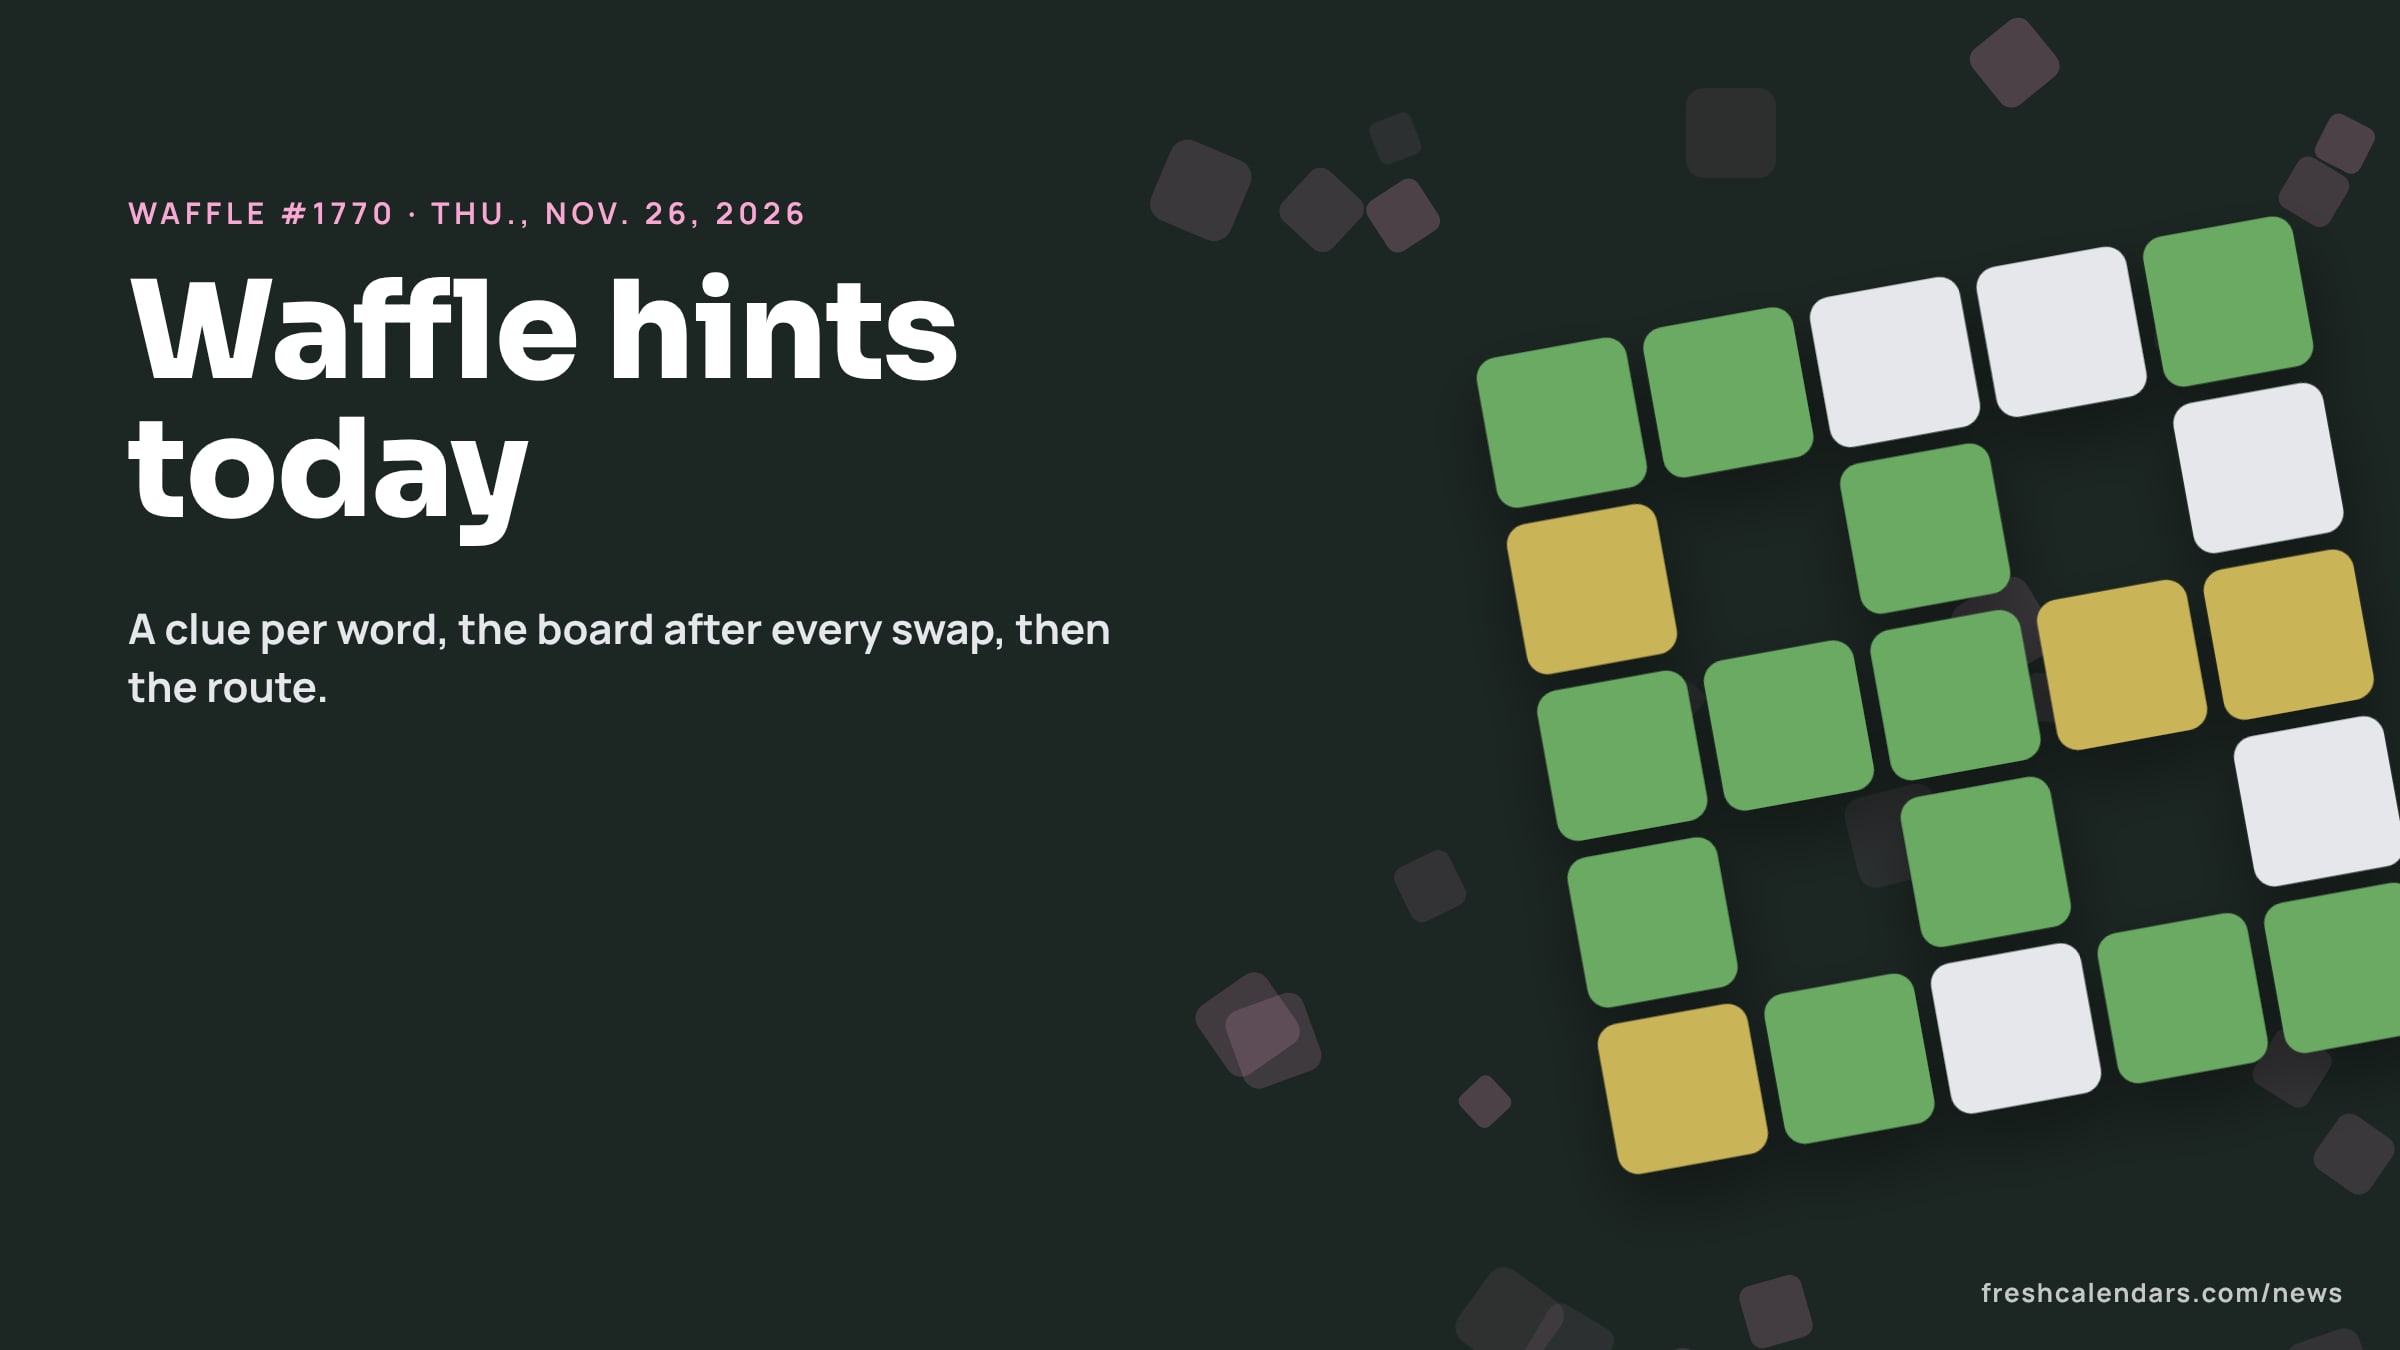 WAFFLE #1770 · THU., NOV. 26, 2026
Waffle hints
today
A clue per word, the board after every swap, then
the route.
freshcalendars.com/news